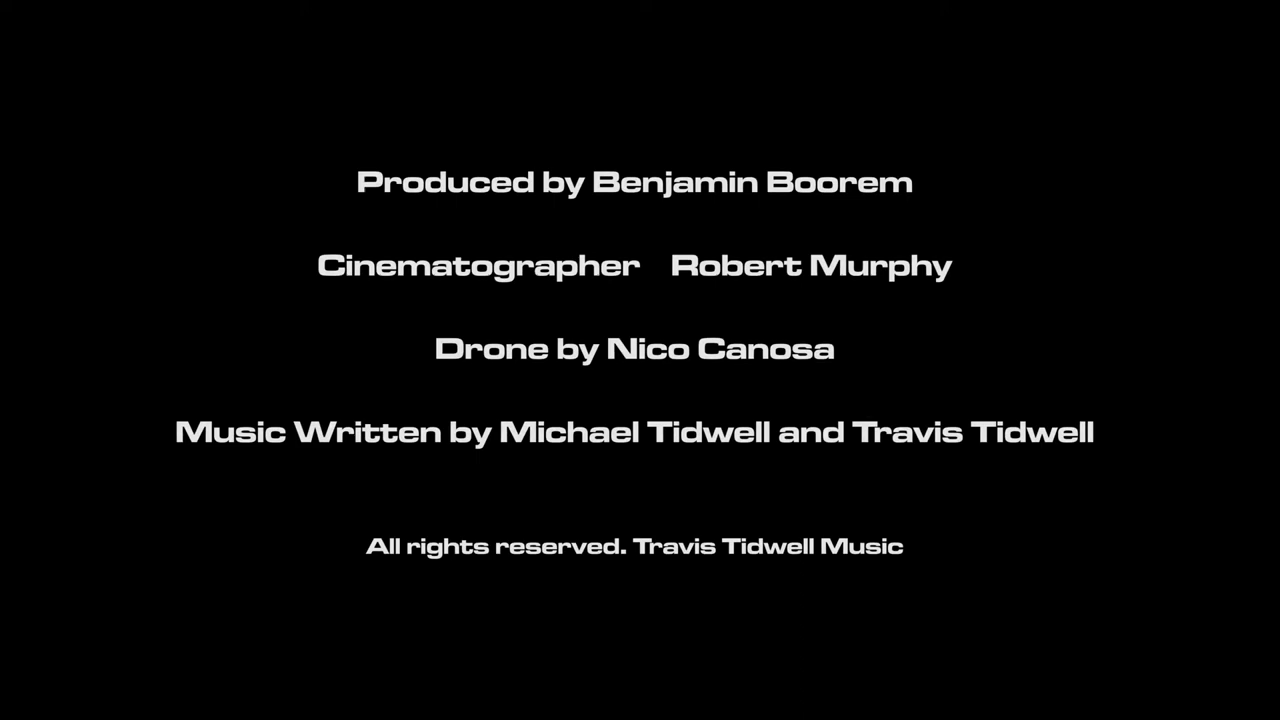 Produced by Benjamin Boorem
Cinematographer Robert Murphy
Drone by Nico Canosa
Music Written by Michael Tidwell and Travis Tidwell
All rights reserved. Travis Tidwell Music